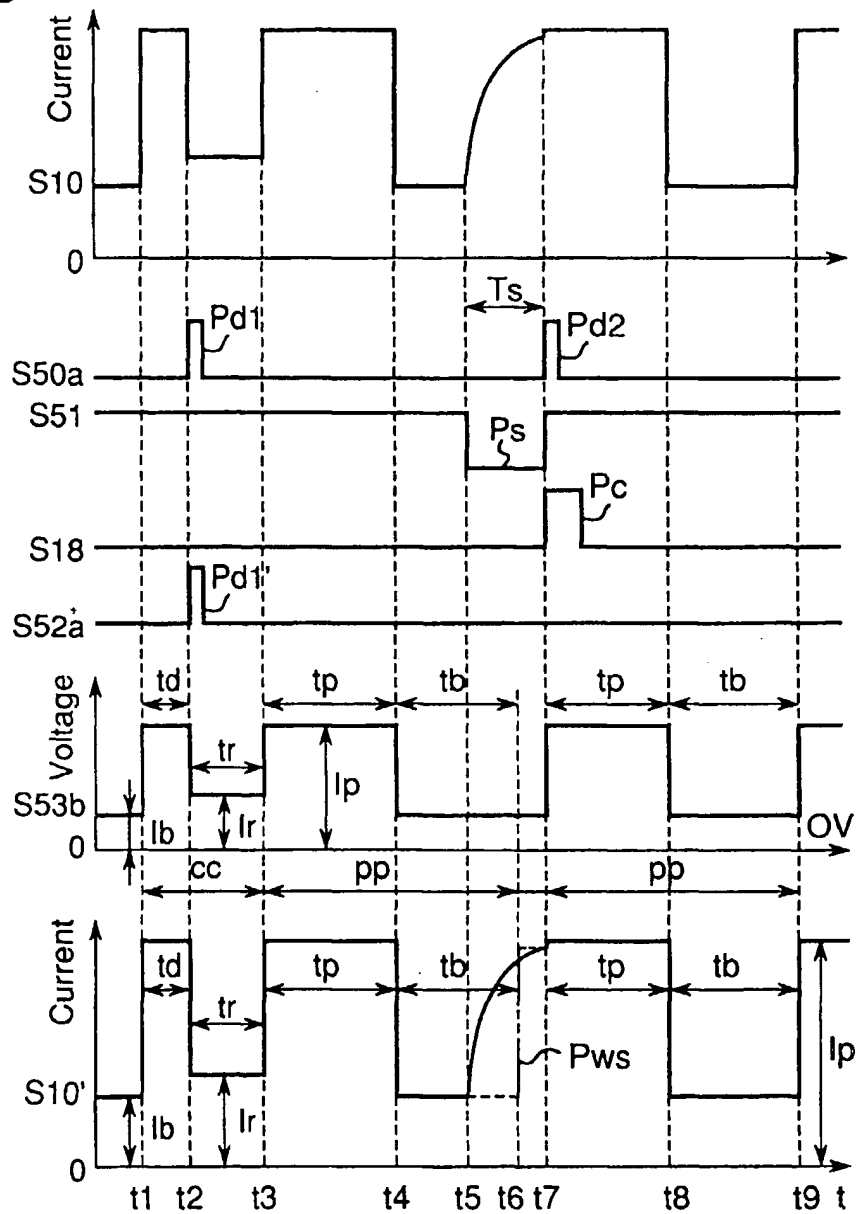 Current
S10
0
Ts
Pd1
Pd2
S50a
S51
Ps
Pc
S18
Pd1'
S52'a
Voltage
td
tp
tb
tp
tb
tr
Ip
S53b
Ib
Ir
OV
0
cc
pp
pp
Current
td
tp
tb
tp
tb
tr
Pws
Ip
S10'
Ib
Ir
0
t1 t2 t3 t4 t5 t6 t7 t8 t9 t